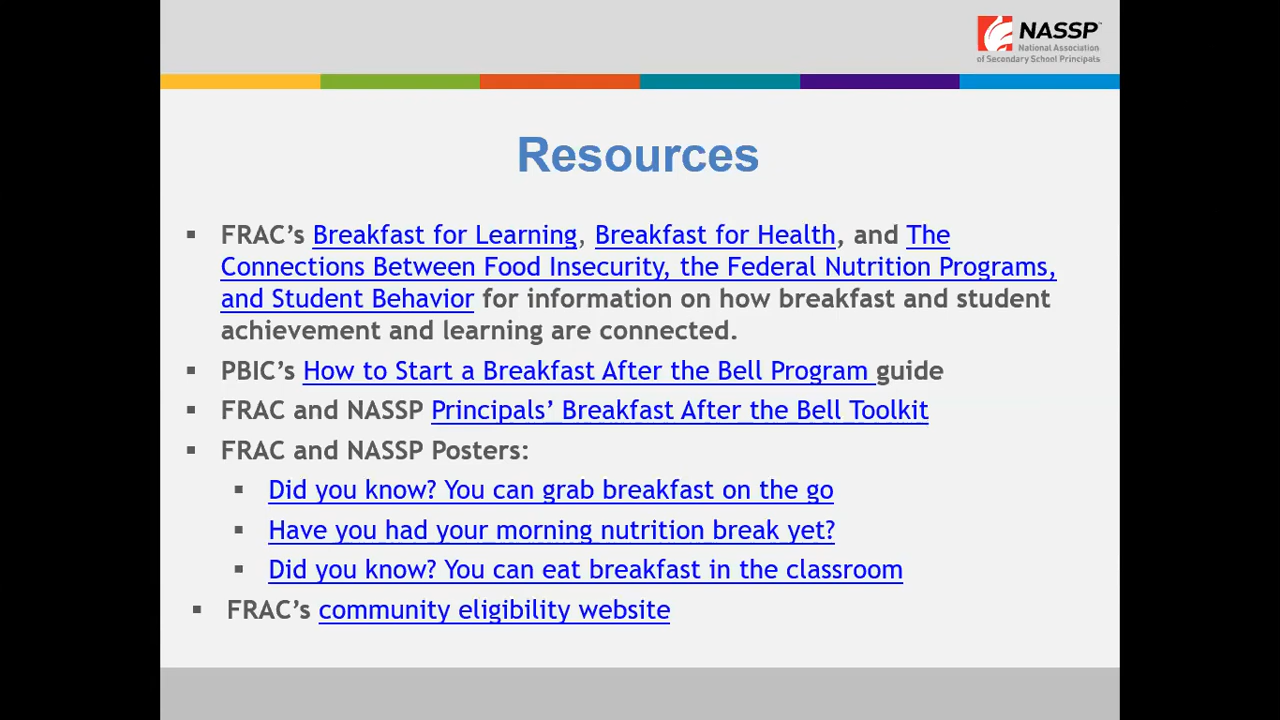 NASSP™
National Association
of Secondary School Principals
Resources
▪ FRAC’s Breakfast for Learning, Breakfast for Health, and The
Connections Between Food Insecurity, the Federal Nutrition Programs,
and Student Behavior for information on how breakfast and student
achievement and learning are connected.
▪ PBIC’s How to Start a Breakfast After the Bell Program guide
▪ FRAC and NASSP Principals’ Breakfast After the Bell Toolkit
▪ FRAC and NASSP Posters:
▪ Did you know? You can grab breakfast on the go
▪ Have you had your morning nutrition break yet?
▪ Did you know? You can eat breakfast in the classroom
▪ FRAC’s community eligibility website